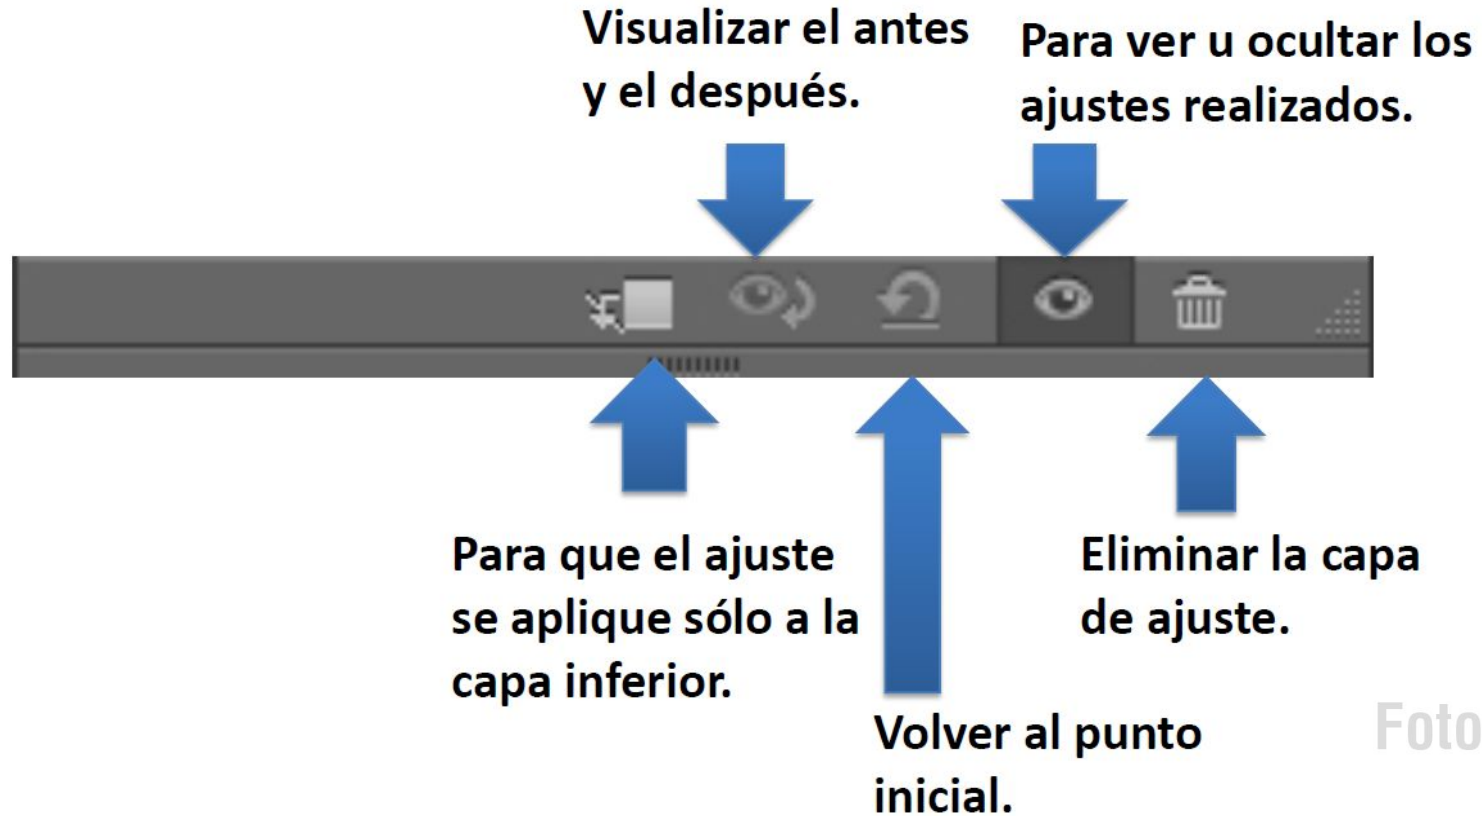 Visualizar el antes
y el después.
Para ver u ocultar los
ajustes realizados.
Para que el ajuste
se aplique sólo a la
capa inferior.
Volver al punto
inicial.
Eliminar la capa
de ajuste.
Foto